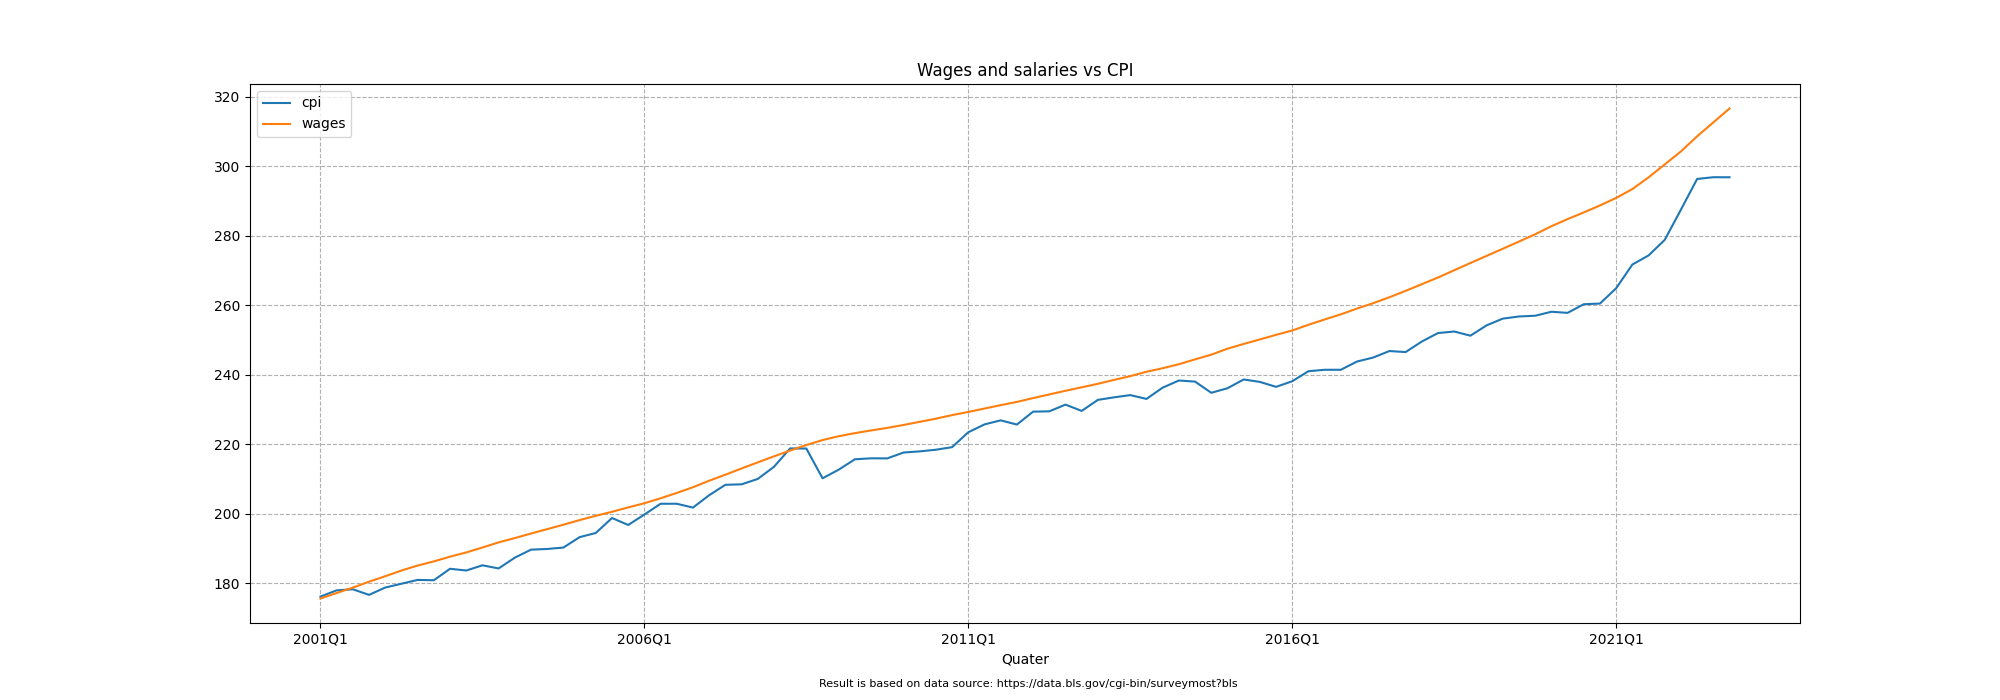 Wages and salaries vs CPI
cpi
wages
320
300
280
260
240
220
200
180
2001Q1 2006Q1 2011Q1 2016Q1 2021Q1
Quater
Result is based on data source: https://data.bls.gov/cgi-bin/surveymost?bls